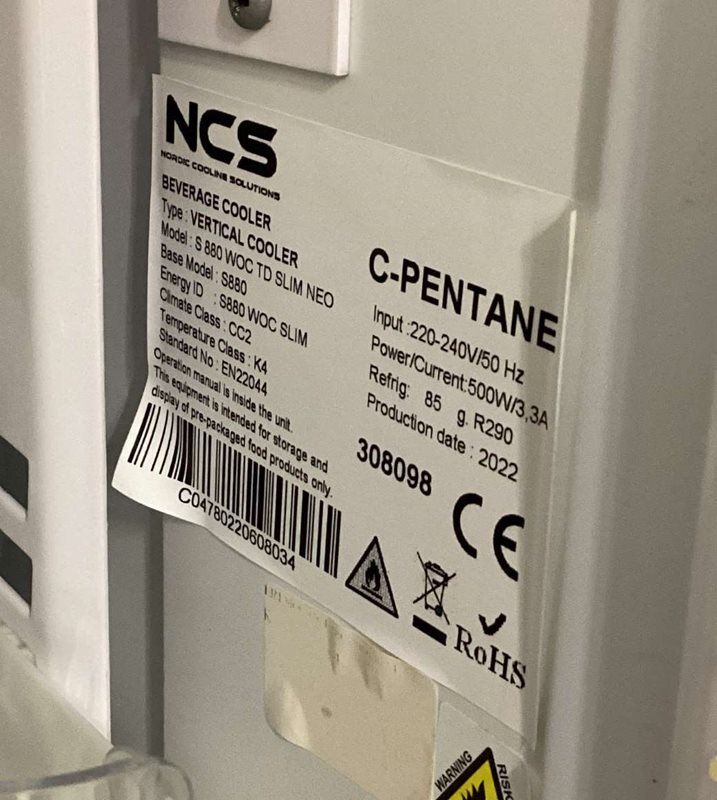 NCS
NORDIC COOLINE SOLUTIONS
BEVERAGE COOLER
Type : VERTICAL COOLER
Model : S 880 WOC TD SLIM NEO
Base Model : S880
Energy ID : S880 WOC SLIM
Climate Class : CC2
Temperature Class : K4
Standard No : EN22044
Operation manual is inside the unit.
This equipment is intended for storage and
display of pre-packaged food products only.
C04780220608034
C-PENTANE
Input :220-240V/50 Hz
Power/Current:500W/3,3A
Refrig: 85 g. R290
Production date : 2022
308098
CE
RoHS
WARNING
RISK